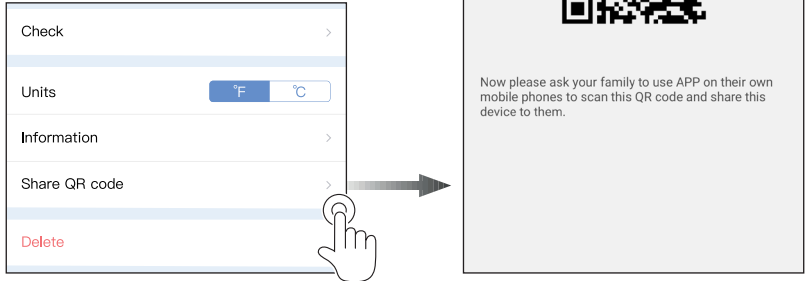 Check
Units
°F
°C
Information
Share QR code
Delete
Now please ask your family to use APP on their own
mobile phones to scan this QR code and share this
device to them.